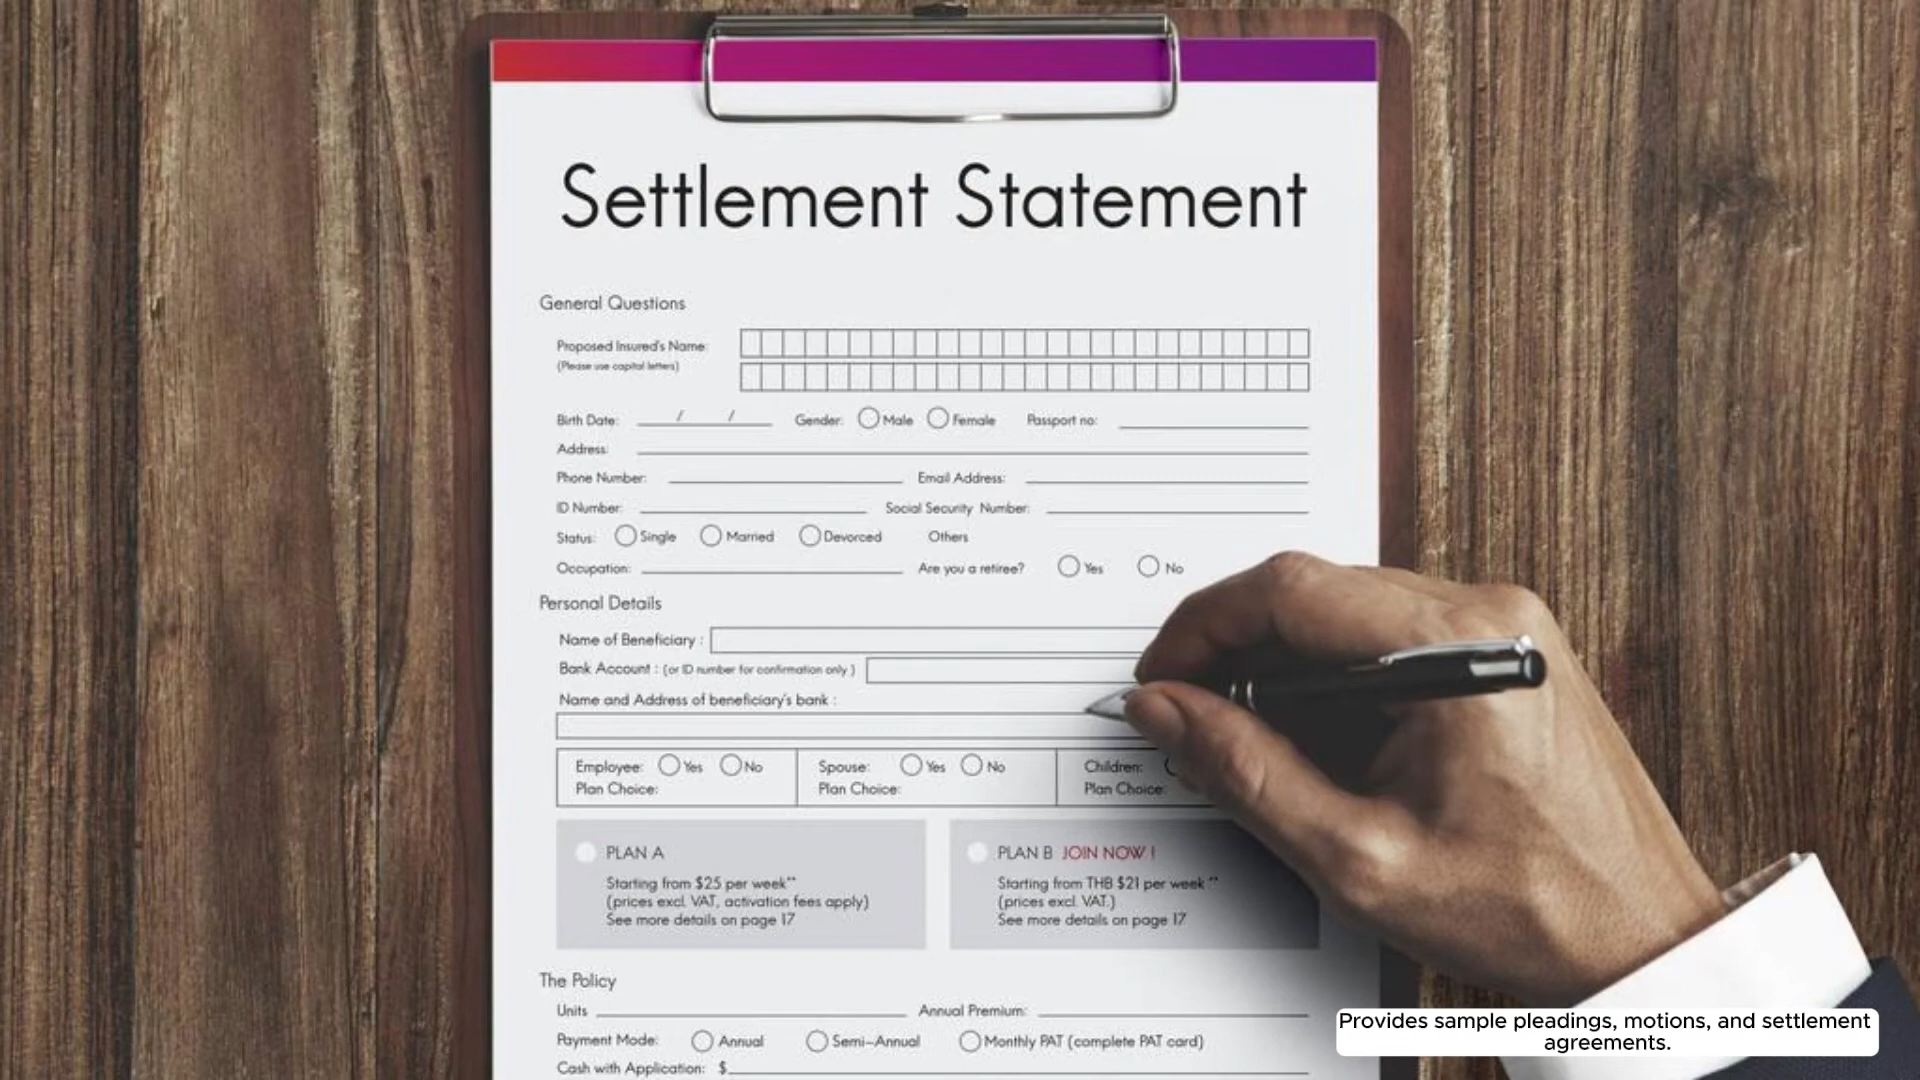 Settlement Statement
General Questions
Proposed Insured's Name:
(Please use capital letters)
Birth Date: / / Gender: Male Female Passport no:
Address:
Phone Number: Email Address:
ID Number: Social Security Number:
Status: Single Married Devorced Others
Occupation: Are you a retiree? Yes No
Personal Details
Name of Beneficiary :
Bank Account : (or ID number for confirmation only )
Name and Address of beneficiary's bank :
Employee: Yes No Spouse: Yes No Children:
Plan Choice: Plan Choice: Plan Choice:
PLAN A
Starting from $25 per week**
(prices excl. VAT, activation fees apply)
See more details on page 17
PLAN B JOIN NOW !
Starting from THB $21 per week **
(prices excl. VAT.)
See more details on page 17
The Policy
Units Annual Premium:
Payment Mode: Annual Semi-Annual Monthly PAT (complete PAT card)
Cash with Application: $
Provides sample pleadings, motions, and settlement
agreements.